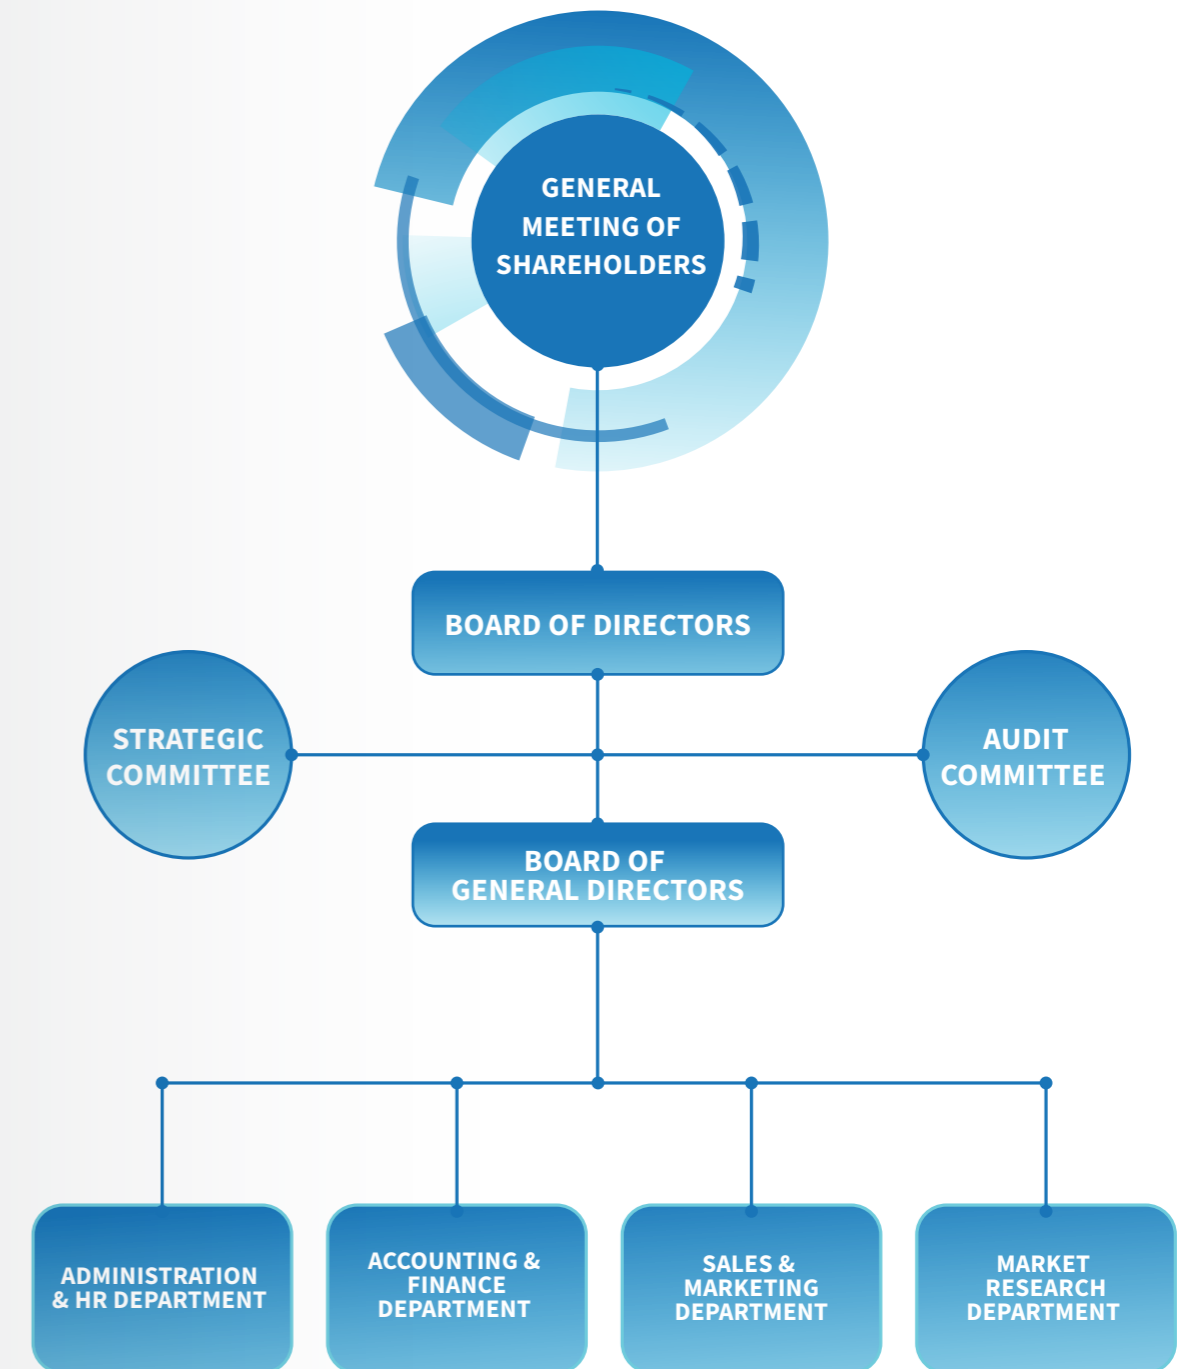 GENERAL
MEETING OF
SHAREHOLDERS
BOARD OF DIRECTORS
STRATEGIC
COMMITTEE
AUDIT
COMMITTEE
BOARD OF
GENERAL DIRECTORS
ADMINISTRATION
& HR DEPARTMENT
ACCOUNTING &
FINANCE
DEPARTMENT
SALES &
MARKETING
DEPARTMENT
MARKET
RESEARCH
DEPARTMENT